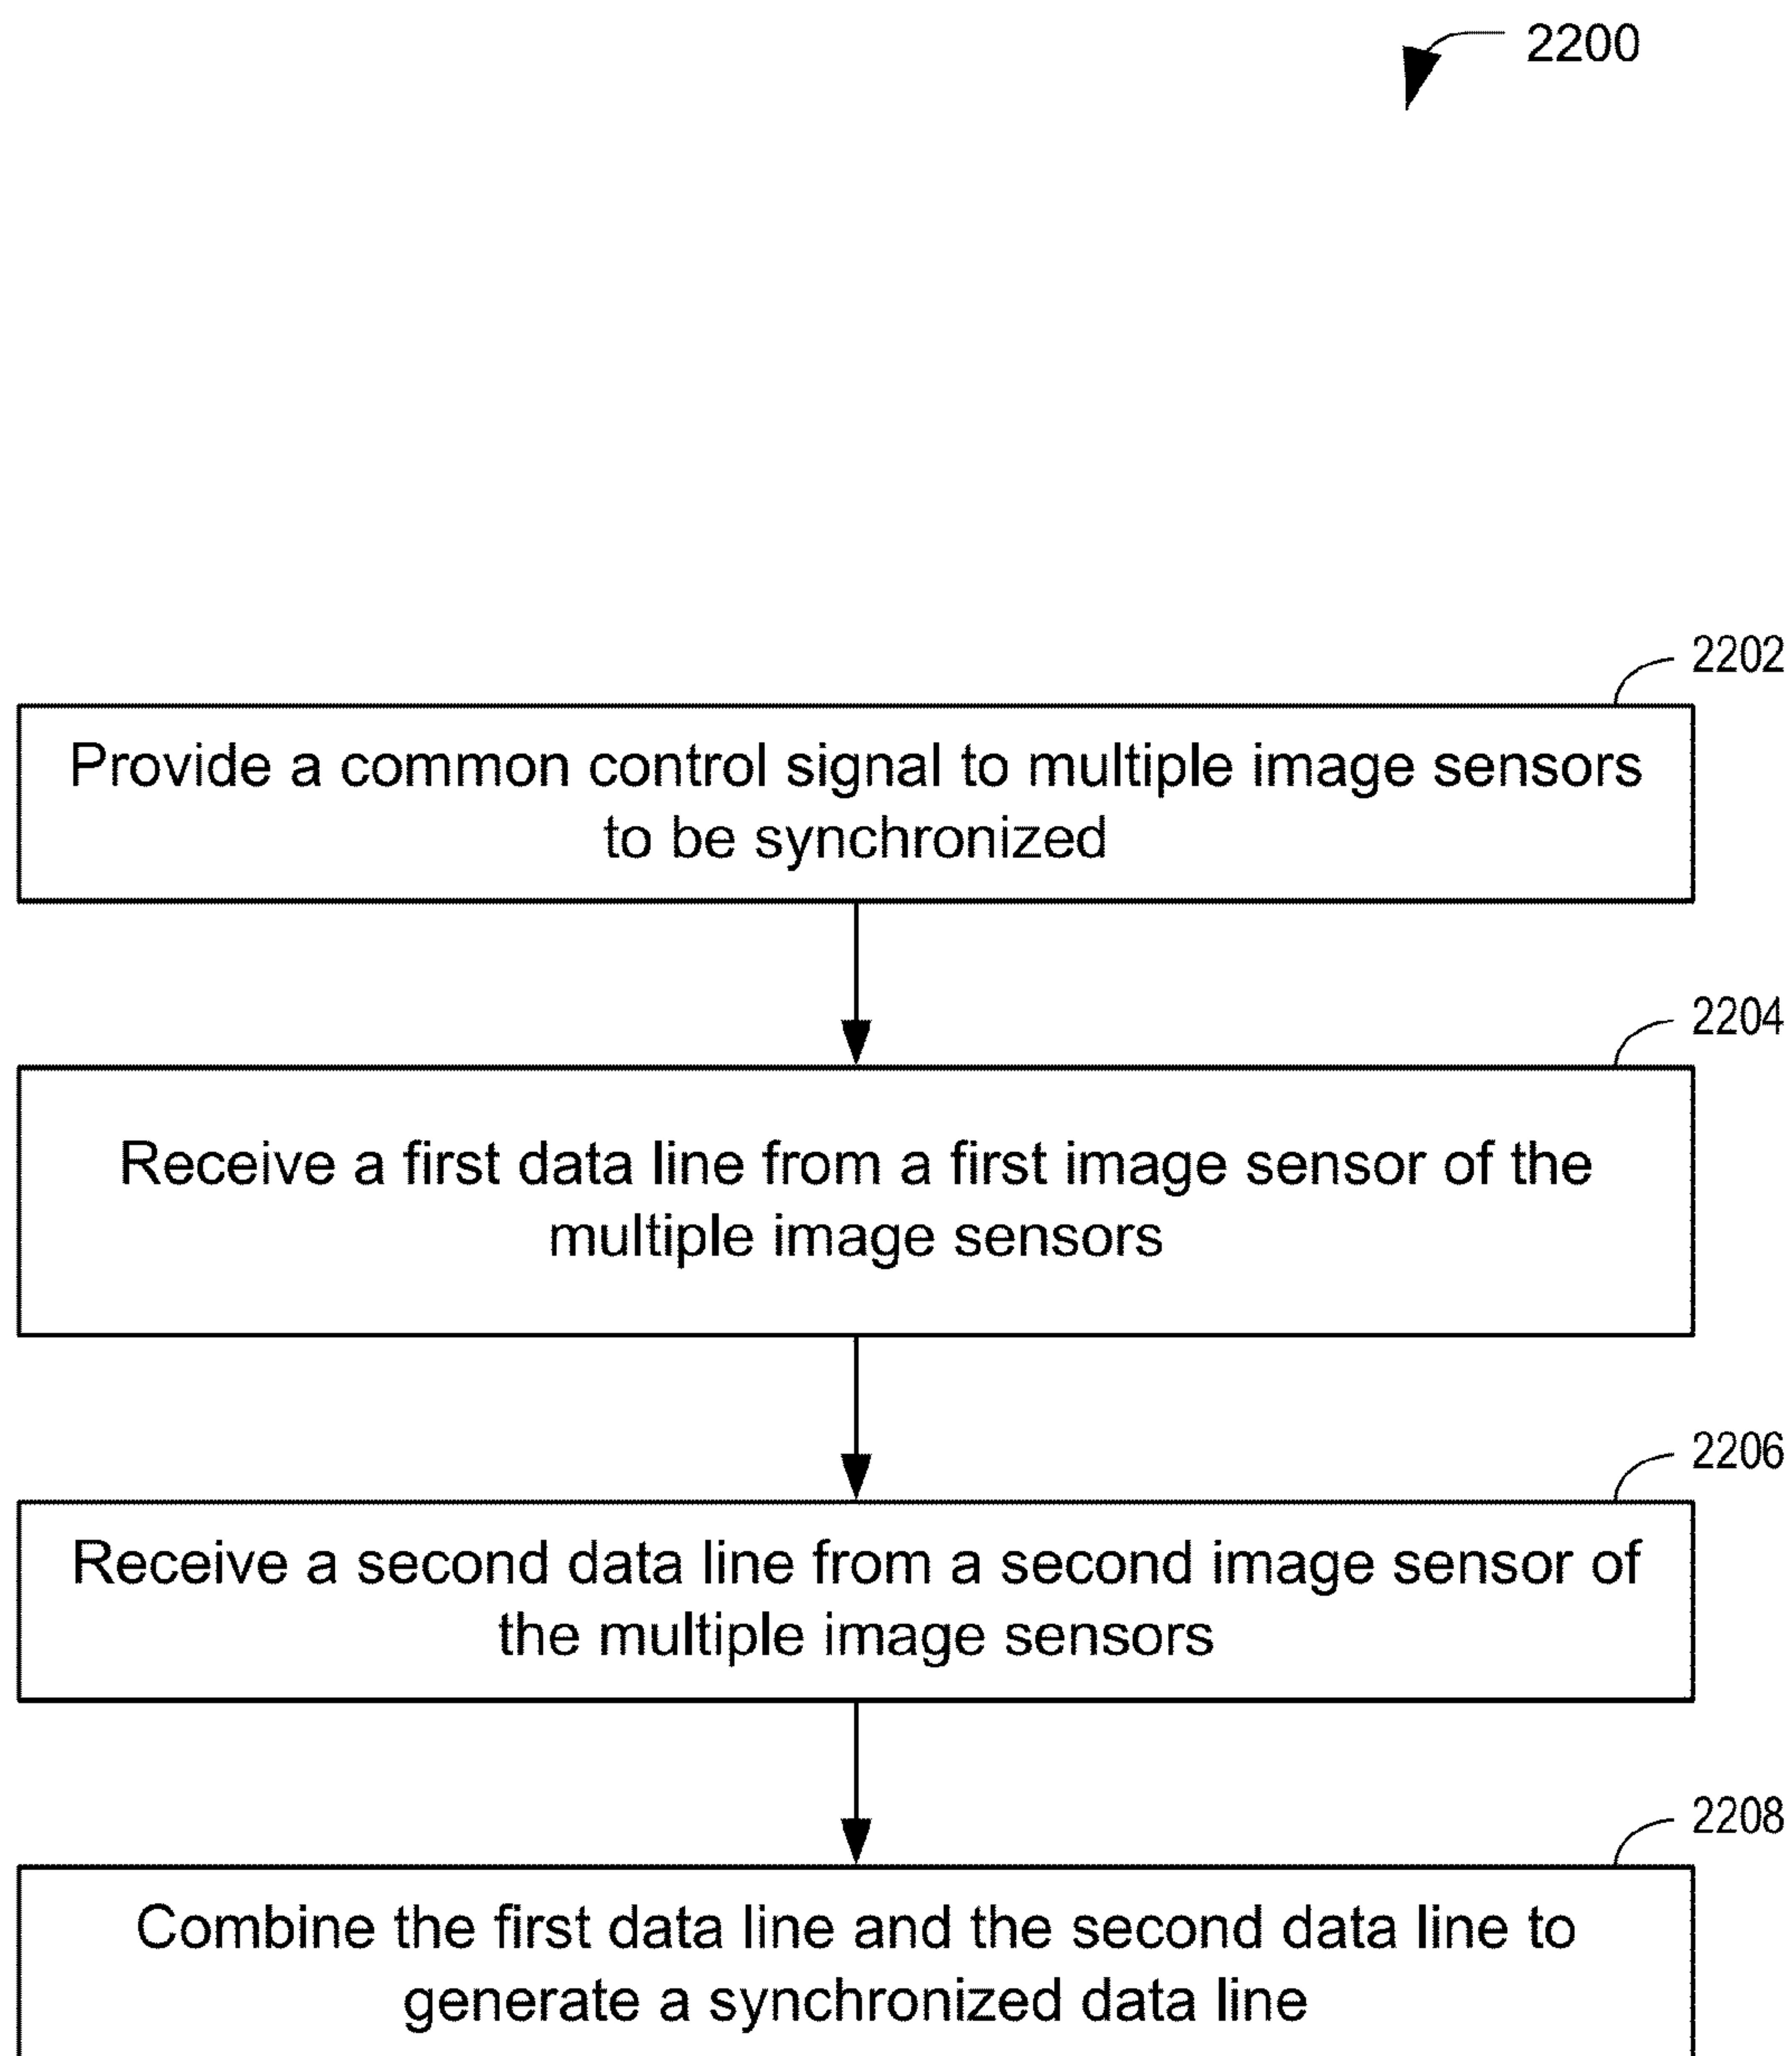 2200
2202
Provide a common control signal to multiple image sensors
to be synchronized
2204
Receive a first data line from a first image sensor of the
multiple image sensors
2206
Receive a second data line from a second image sensor of
the multiple image sensors
2208
Combine the first data line and the second data line to
generate a synchronized data line